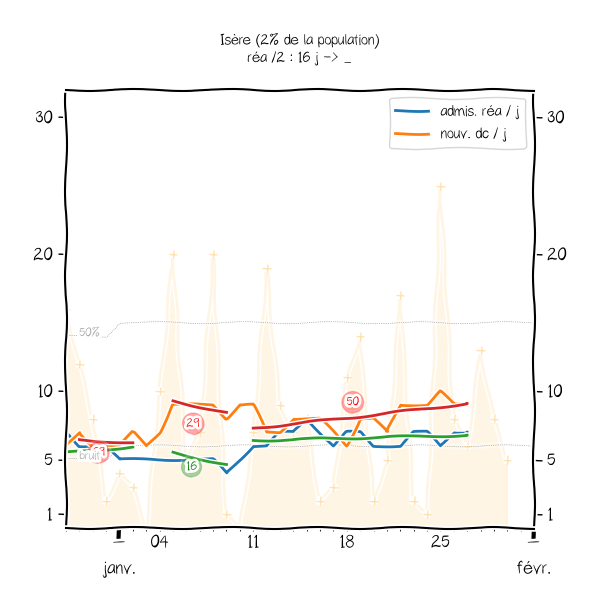 Isère (2% de la population)
réa /2 : 16 j -> _
admis. réa / j
nouv. dc / j
30
30
20
20
50%
10
10
50
29
5
bruit
16
5
1
1
04
11
18
25
janv.
févr.